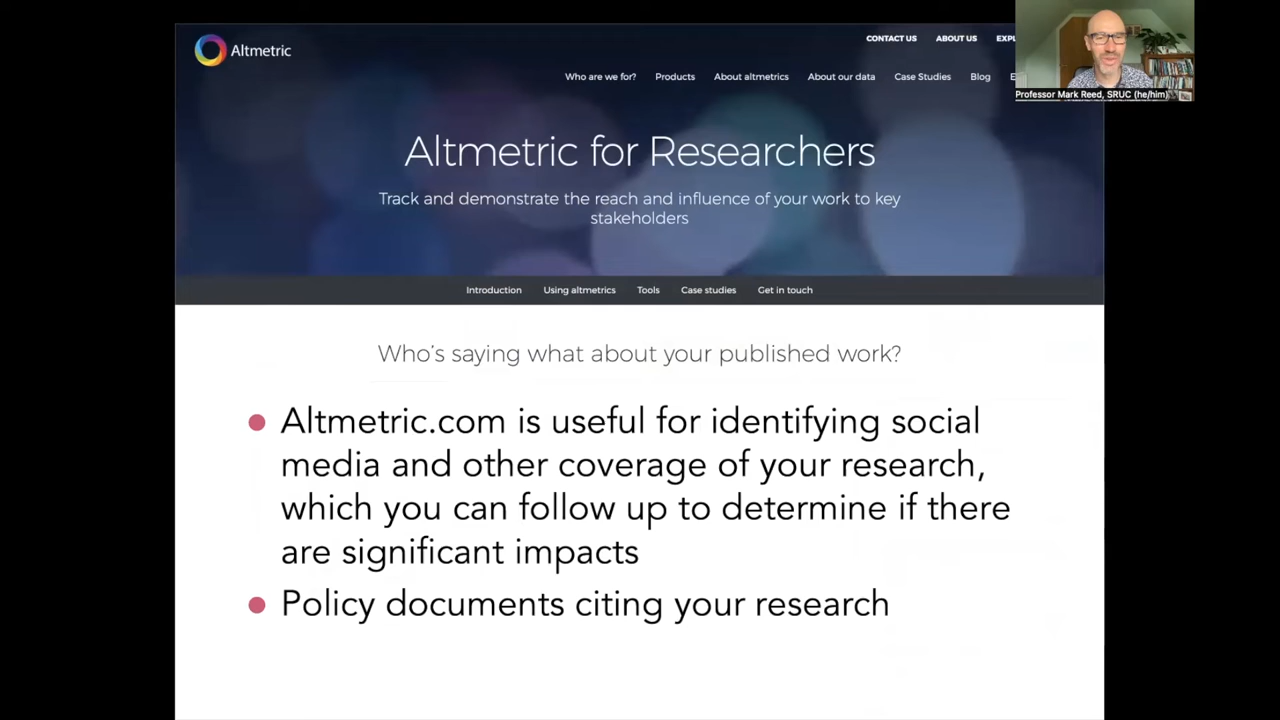 Altmetric
CONTACT US
ABOUT US
EXPL
Who are we for?
Products
About altmetrics
About our data
Case Studies
Blog
E
Professor Mark Reed, SRUC (he/him)
Altmetric for Researchers
Track and demonstrate the reach and influence of your work to key
stakeholders
Introduction
Using altmetrics
Tools
Case studies
Get in touch
Who's saying what about your published work?
Altmetric.com is useful for identifying social
media and other coverage of your research,
which you can follow up to determine if there
are significant impacts
Policy documents citing your research